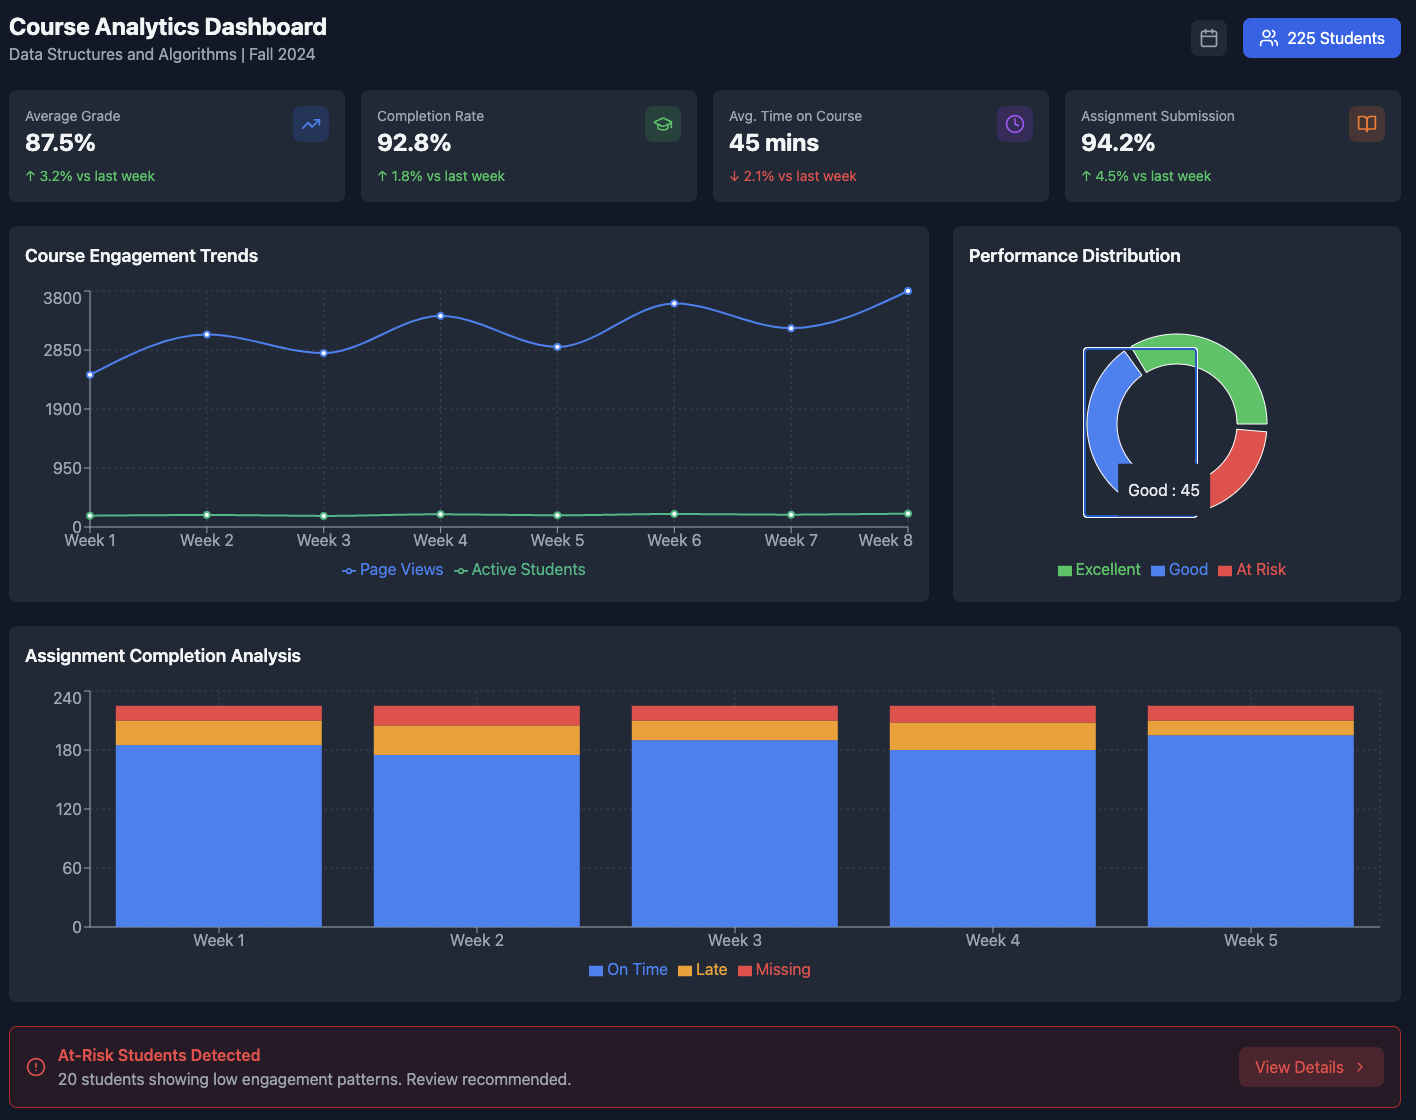 Course Analytics Dashboard
Data Structures and Algorithms | Fall 2024
225 Students
Average Grade
87.5%
↑ 3.2% vs last week
Completion Rate
92.8%
↑ 1.8% vs last week
Avg. Time on Course
45 mins
↓ 2.1% vs last week
Assignment Submission
94.2%
↑ 4.5% vs last week
Course Engagement Trends
3800
2850
1900
950
0
Week 1 Week 2 Week 3 Week 4 Week 5 Week 6 Week 7 Week 8
Page Views Active Students
Performance Distribution
Good : 45
Excellent Good At Risk
Assignment Completion Analysis
240
180
120
60
0
Week 1 Week 2 Week 3 Week 4 Week 5
On Time Late Missing
At-Risk Students Detected
20 students showing low engagement patterns. Review recommended.
View Details